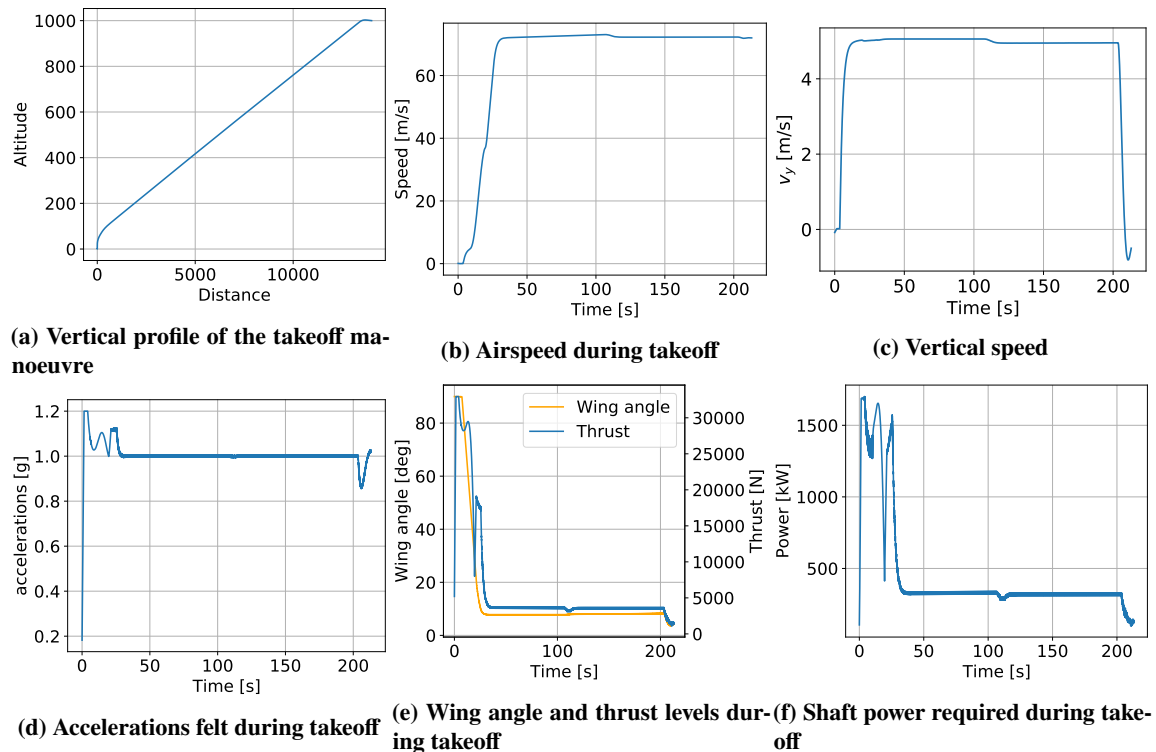 1000
800
600
400
200
0
Altitude
0
5000
10000
Distance
(a) Vertical profile of the takeoff ma-
noeuvre
60
40
20
0
Speed [m/s]
0
50
100
150
200
Time [s]
(b) Airspeed during takeoff
4
2
0
v_y [m/s]
0
50
100
150
200
Time [s]
(c) Vertical speed
1.2
1.0
0.8
0.6
0.4
0.2
accelerations [g]
0
50
100
150
200
Time [s]
(d) Accelerations felt during takeoff
80
60
40
20
0
Wing angle [deg]
Wing angle
Thrust
30000
25000
20000
15000
10000
5000
0
Thrust [N]
0
50
100
150
200
Time [s]
(e) Wing angle and thrust levels dur-
ing takeoff
1500
1000
500
Power [kW]
0
50
100
150
200
Time [s]
(f) Shaft power required during take-
off